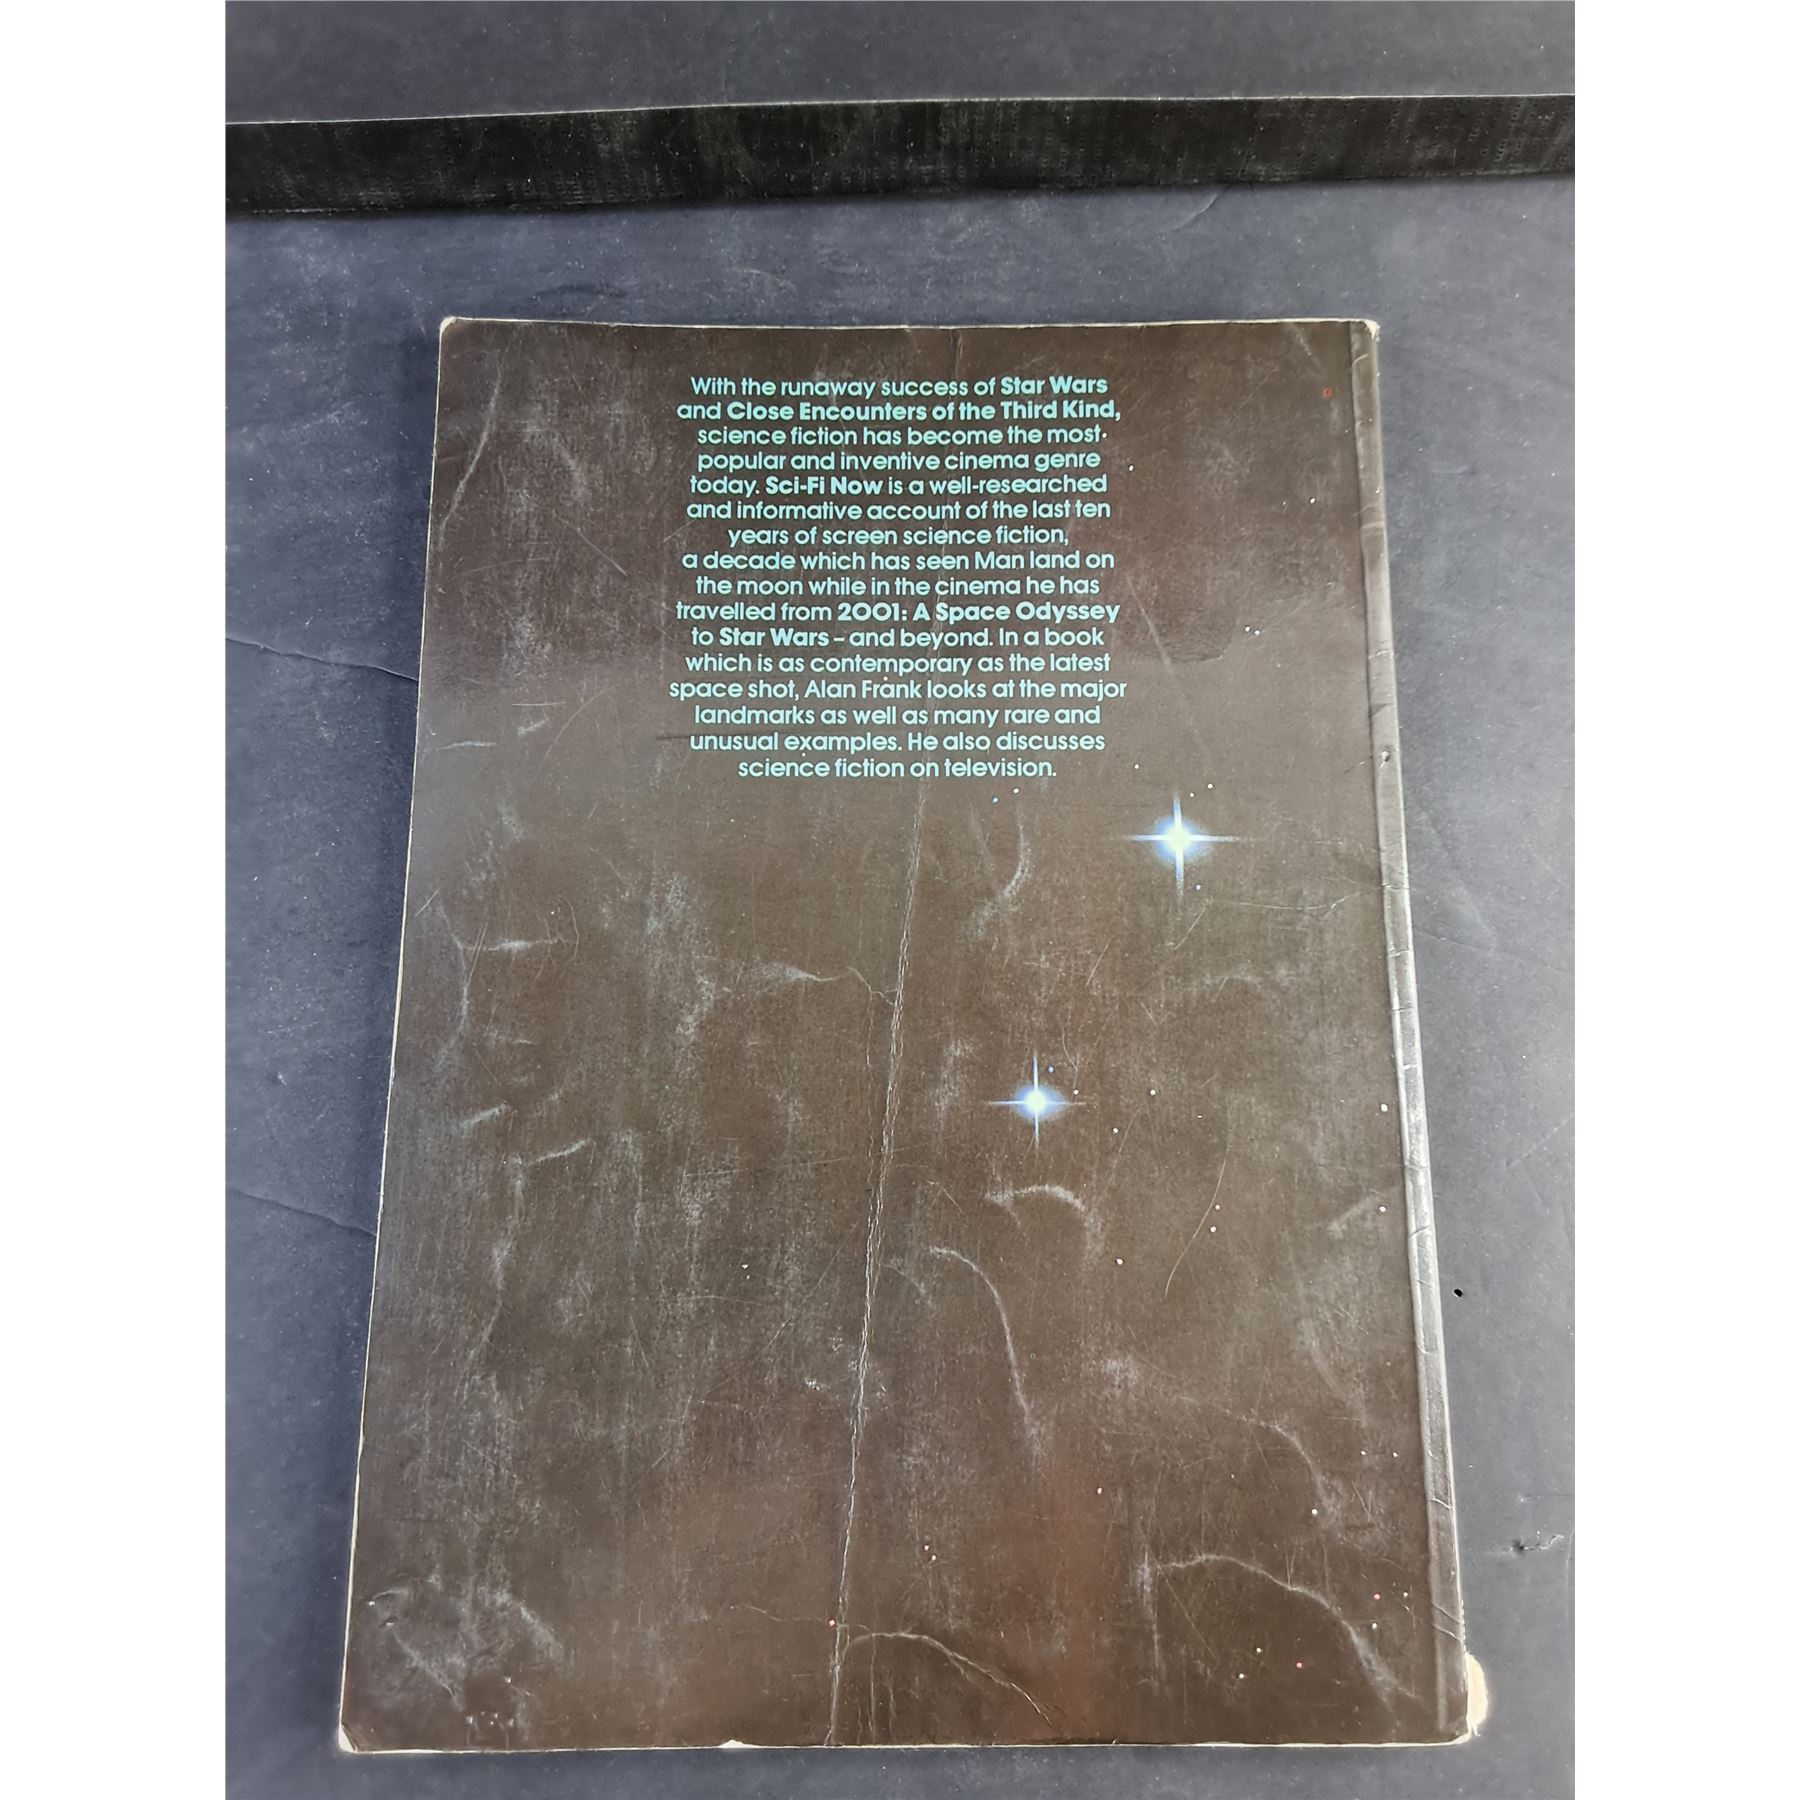 With the runaway success of Star Wars
and Close Encounters of the Third Kind,
science fiction has become the most
popular and inventive cinema genre
today. Sci-Fi Now is a well-researched
and informative account of the last ten
years of screen science fiction,
a decade which has seen Man land on
the moon while in the cinema he has
travelled from 2001: A Space Odyssey
to Star Wars – and beyond. In a book
which is as contemporary as the latest
space shot, Alan Frank looks at the major
landmarks as well as many rare and
unusual examples. He also discusses
science fiction on television.